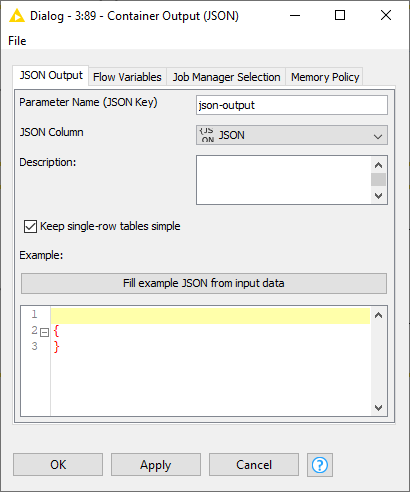 Dialog - 3:89 - Container Output (JSON)
File
JSON Output Flow Variables Job Manager Selection Memory Policy
Parameter Name (JSON Key) json-output
JSON Column {JS ON JSON
Description:
Keep single-row tables simple
Example:
Fill example JSON from input data
1
2 {
3 }
OK Apply Cancel ?